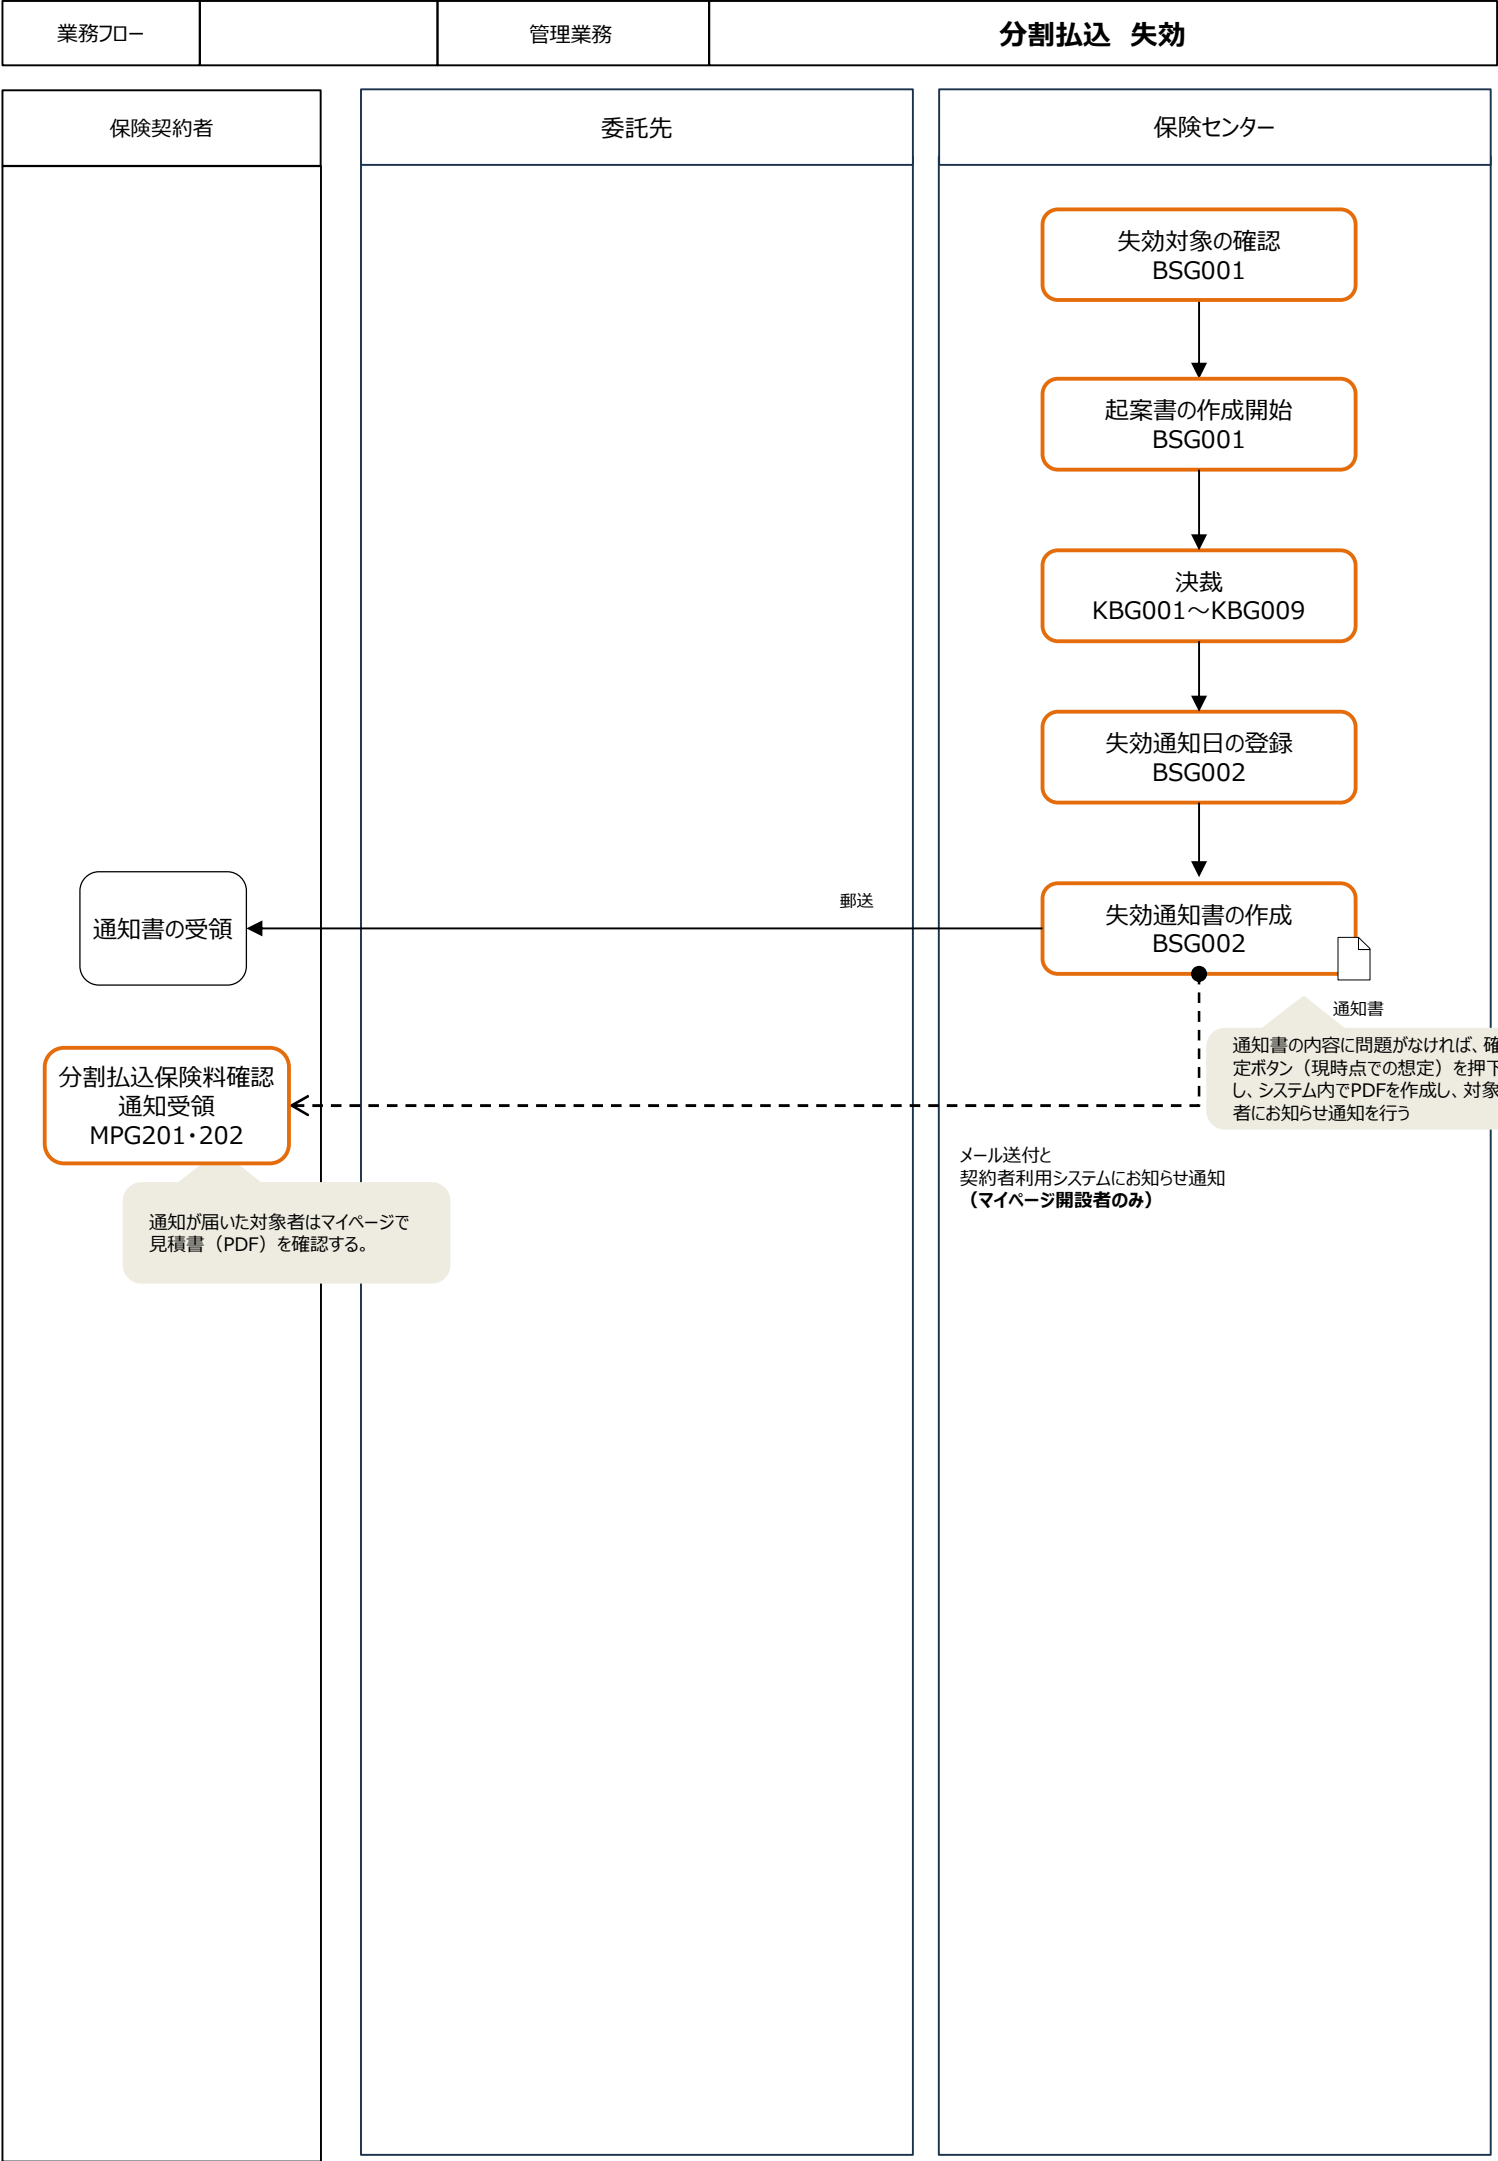 業務フロー
管理業務
分割払込　失効
保険契約者
委託先
保険センター
失効対象の確認
BSG001
起案書の作成開始
BSG001
決裁
KBG001～KBG009
失効通知日の登録
BSG002
郵送
失効通知書の作成
BSG002
通知書の受領
通知書
通知書の内容に問題がなければ、確
定ボタン（現時点での想定）を押下
し、システム内でPDFを作成し、対象
者にお知らせ通知を行う
分割払込保険料確認
通知受領
MPG201・202
メール送付と
契約者利用システムにお知らせ通知
（マイページ開設者のみ）
通知が届いた対象者はマイページで
見積書（PDF）を確認する。